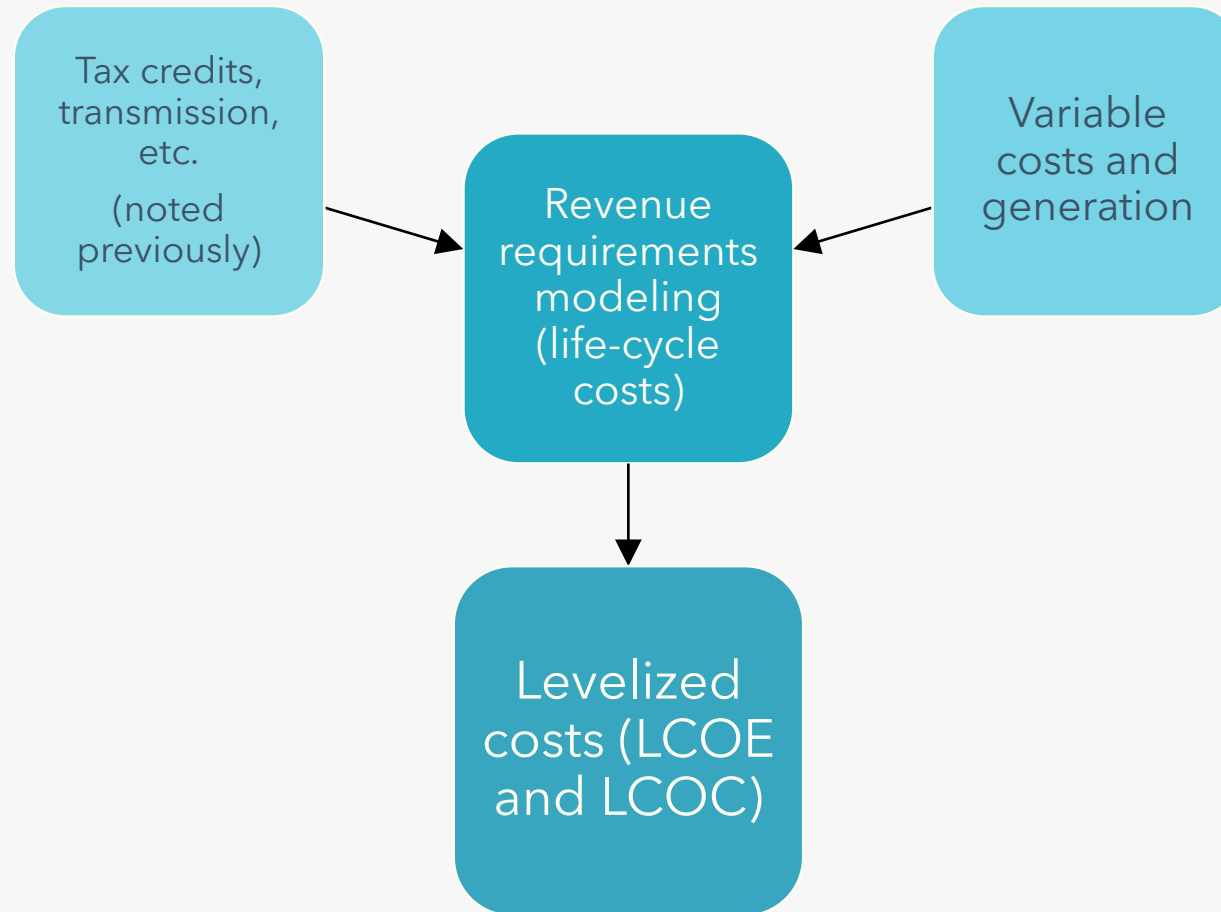 Tax credits,
transmission,
etc.
(noted
previously)
Revenue
requirements
modeling
(life-cycle
costs)
Variable
costs and
generation
Levelized
costs (LCOE
and LCOC)